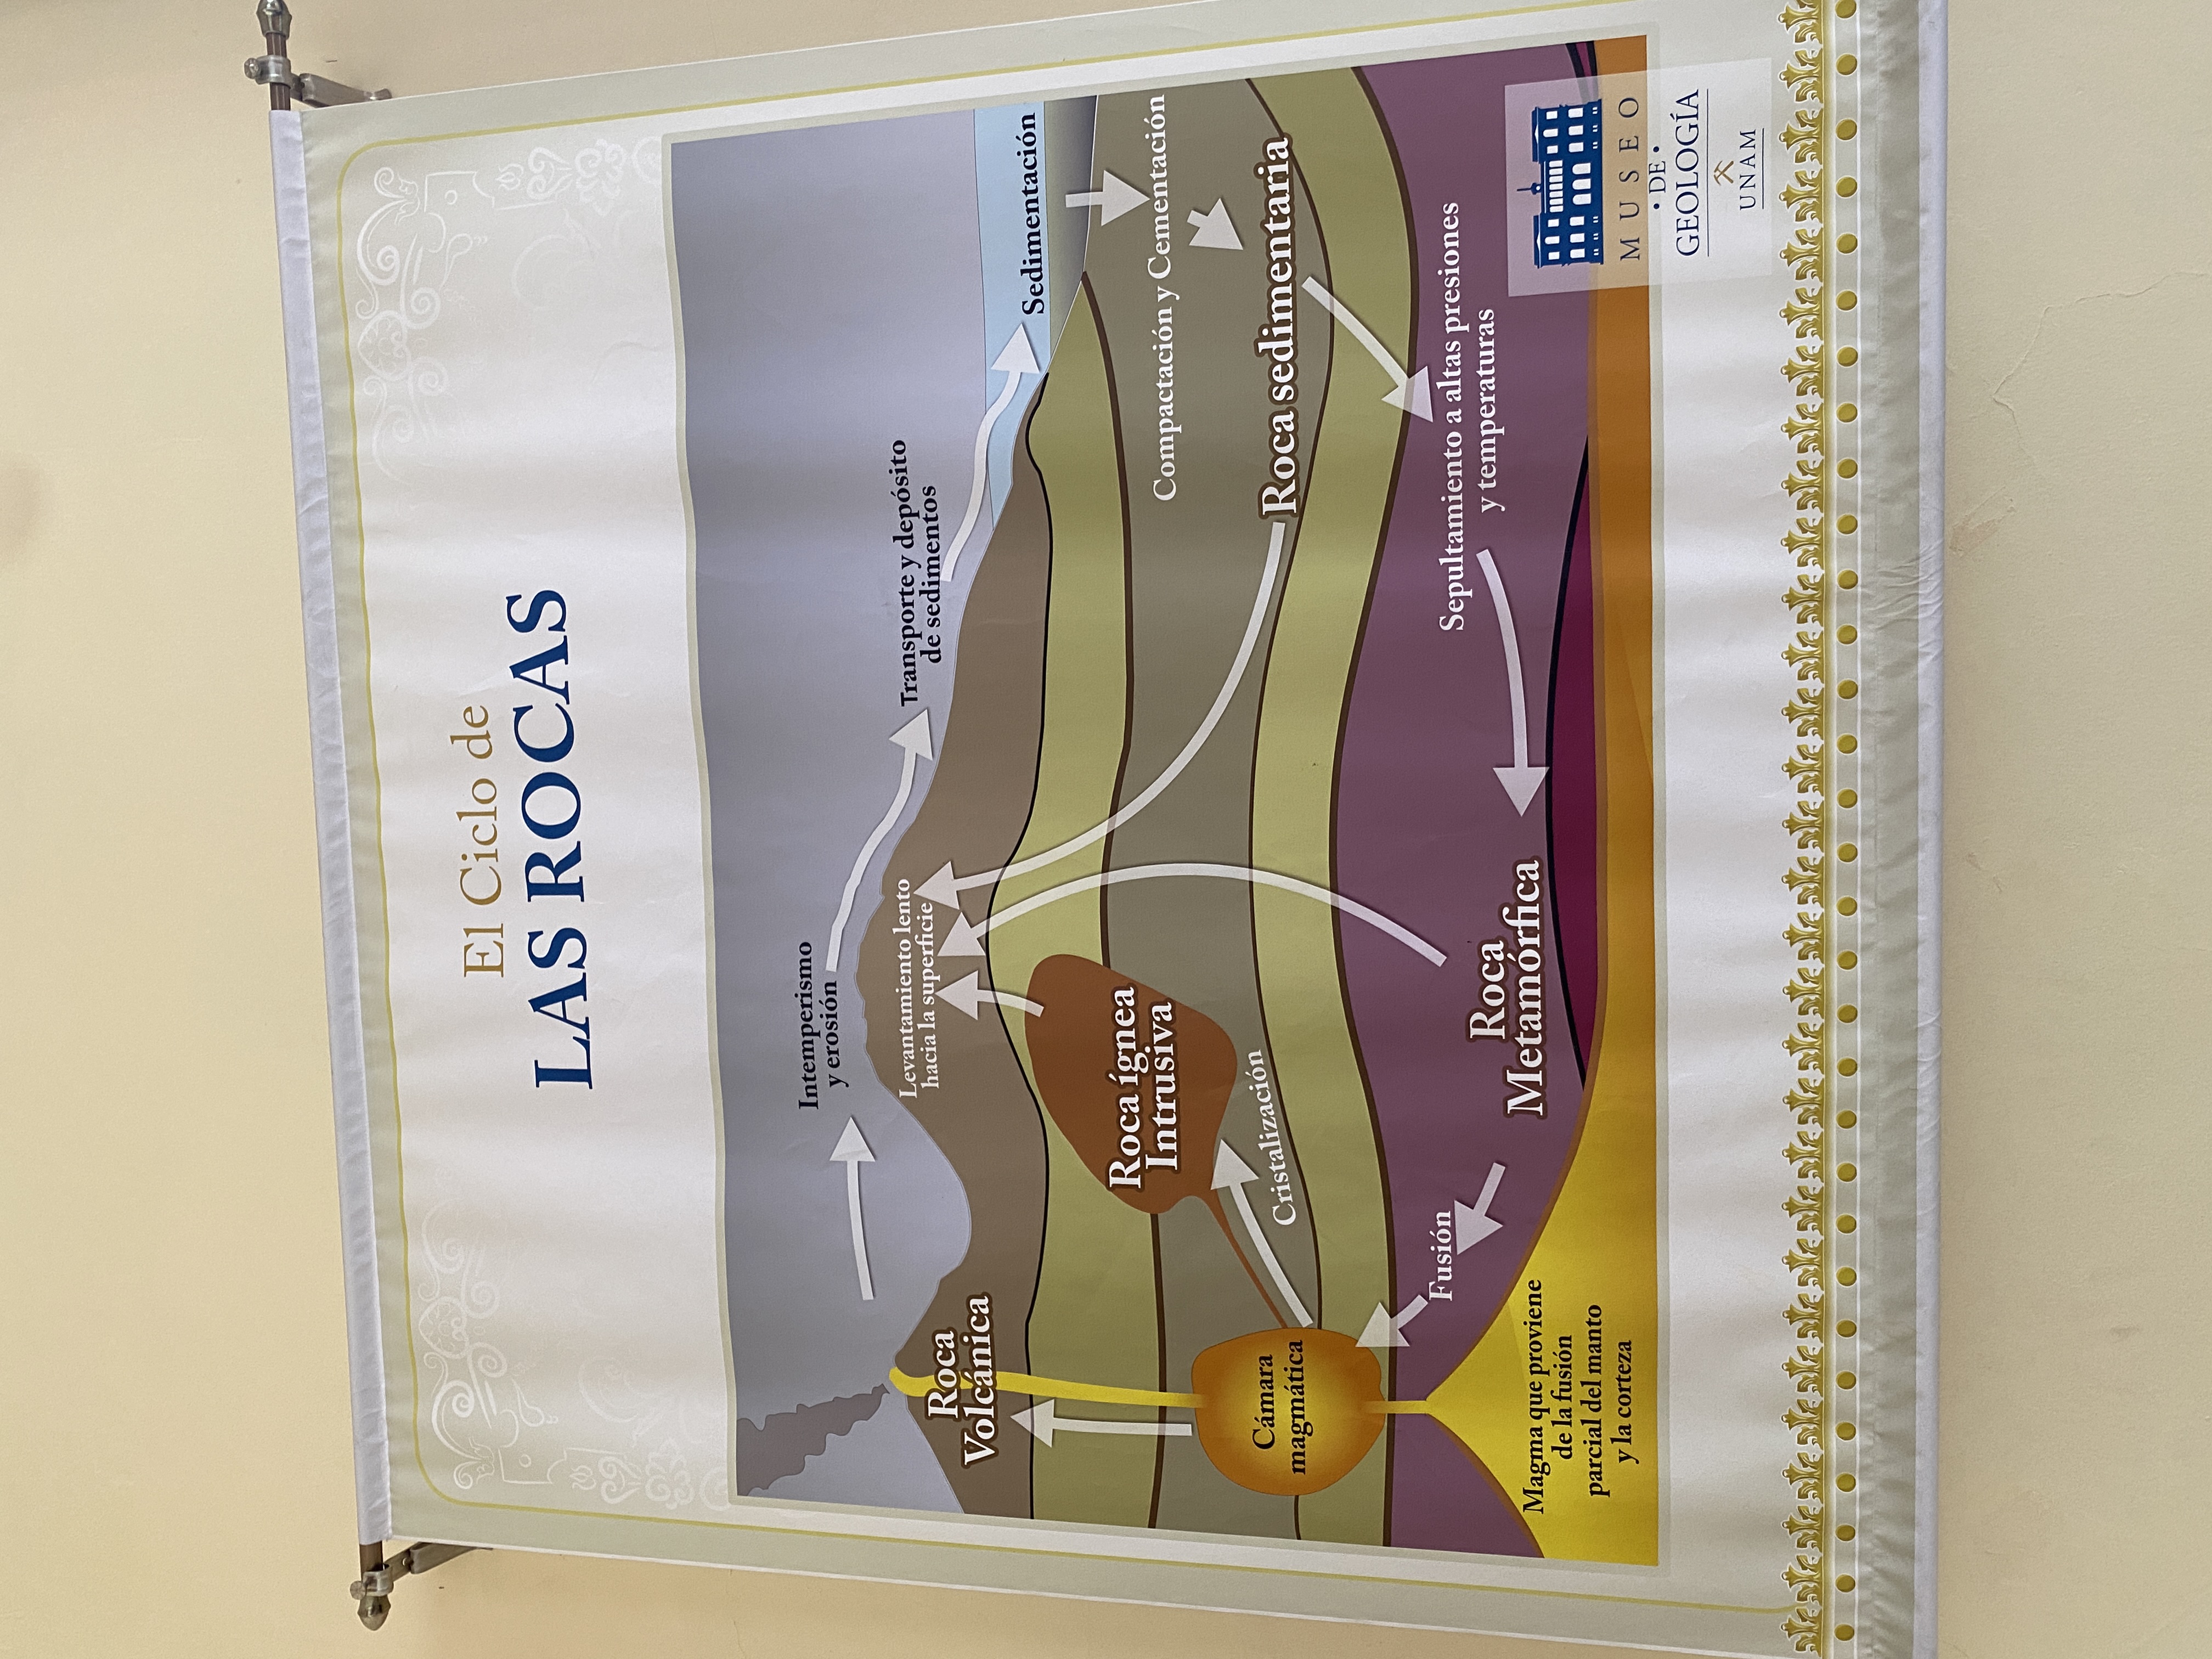 El Ciclo de
LAS ROCAS
Intemperismo
y erosión
Levantamiento lento
hacia la superficie
Transporte y depósito
de sedimentos
Roca
Volcánica
Sedimentación
Roca ígnea
Intrusiva
Compactación y Cementación
Cámara
magmática
Cristalización
Roca sedimentaria
Fusión
Sepultamiento a altas presiones
y temperaturas
Roca
Metamórfica
Magma que proviene
de la fusión
parcial del manto
y la corteza
MUSEO
• DE •
GEOLOGÍA
UNAM